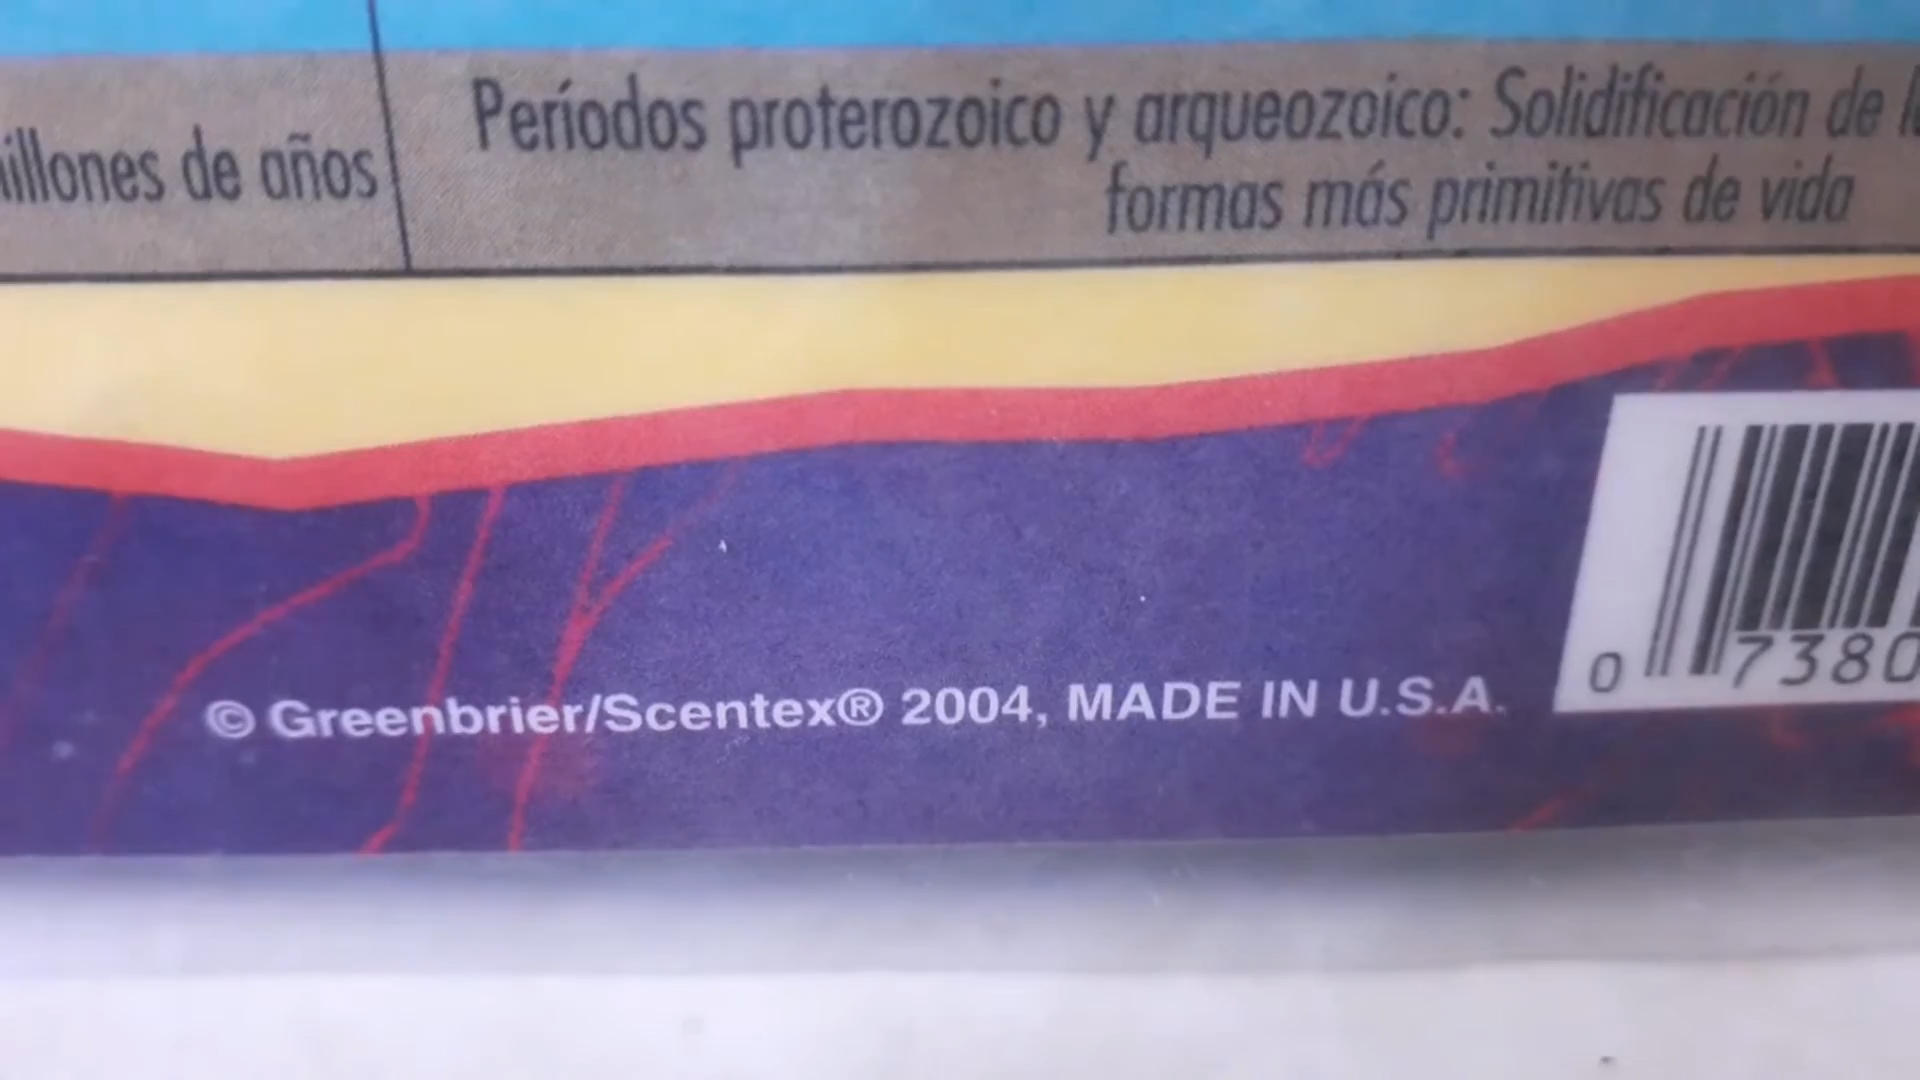 Períodos proterozoico y arqueozoico: Solidificación de
de años
formas más primitivas de vida
© Greenbrier/Scentex® 2004, MADE IN U.S.A.
0 7380